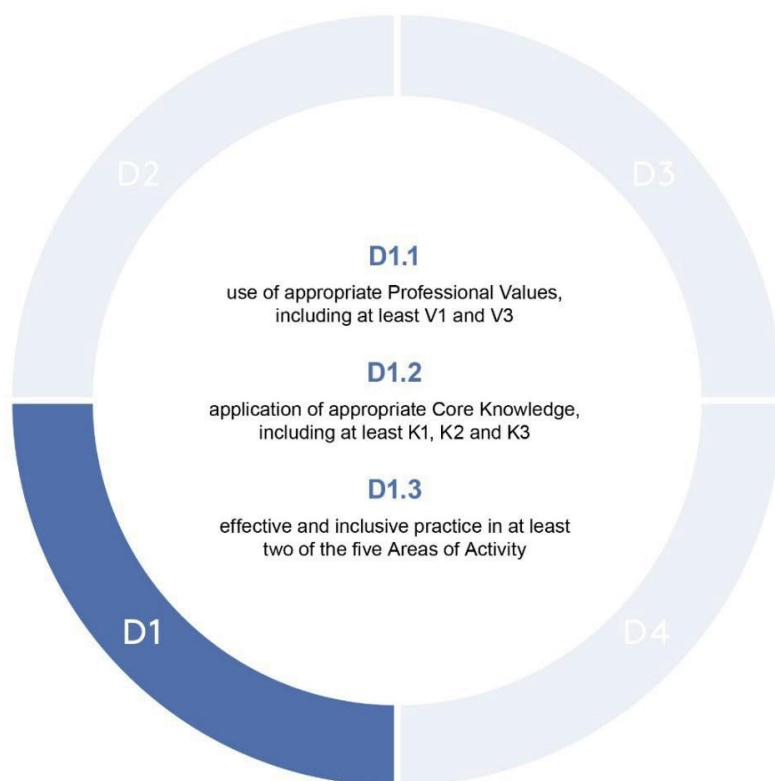 D2
D3
D1.1
use of appropriate Professional Values,
including at least V1 and V3
D1.2
application of appropriate Core Knowledge,
including at least K1, K2 and K3
D1.3
effective and inclusive practice in at least
two of the five Areas of Activity
D1
D4